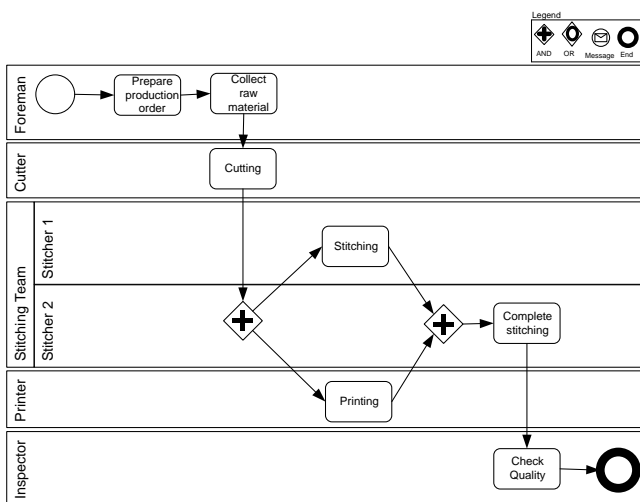 Legend
AND
OR
Message
End
Foreman
Prepare
production
order
Collect
raw
material
Cutter
Cutting
Stitching Team
Stitcher 1
Stitching
Stitcher 2
Complete
stitching
Printer
Printing
Inspector
Check
Quality